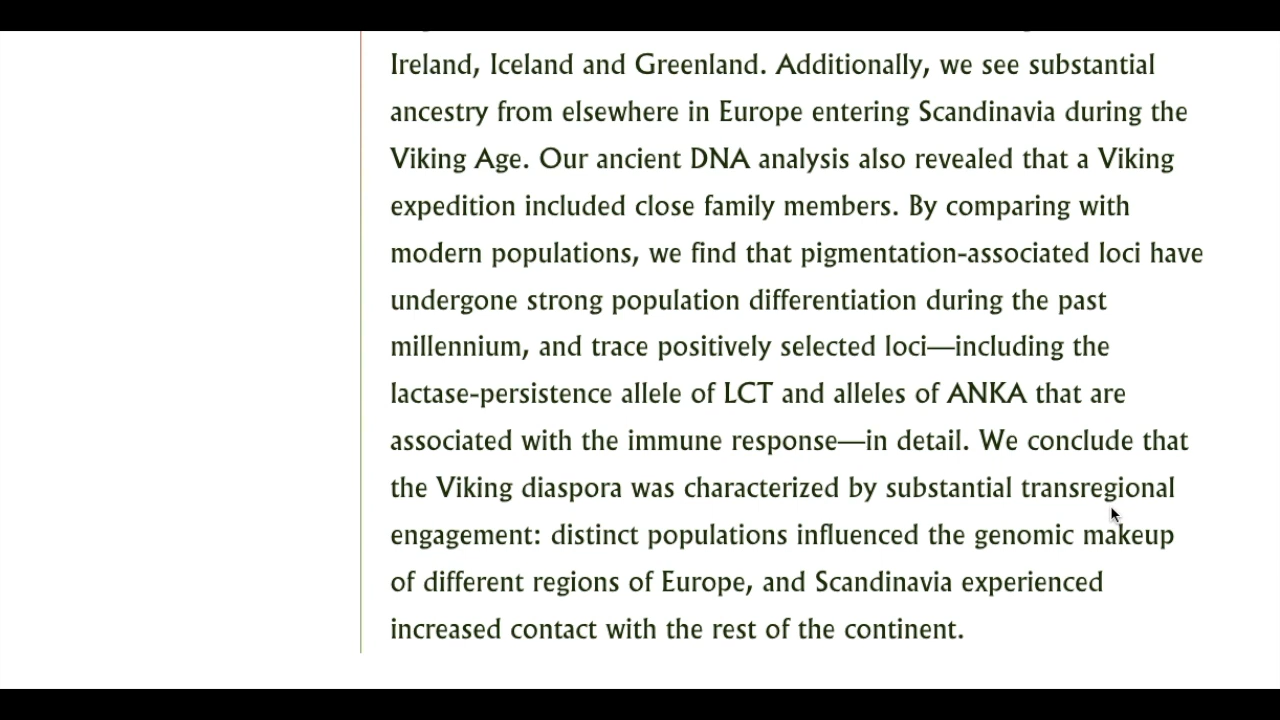 Ireland, Iceland and Greenland. Additionally, we see substantial
ancestry from elsewhere in Europe entering Scandinavia during the
Viking Age. Our ancient DNA analysis also revealed that a Viking
expedition included close family members. By comparing with
modern populations, we find that pigmentation-associated loci have
undergone strong population differentiation during the past
millennium, and trace positively selected loci—including the
lactase-persistence allele of LCT and alleles of ANKA that are
associated with the immune response—in detail. We conclude that
the Viking diaspora was characterized by substantial transregional
engagement: distinct populations influenced the genomic makeup
of different regions of Europe, and Scandinavia experienced
increased contact with the rest of the continent.